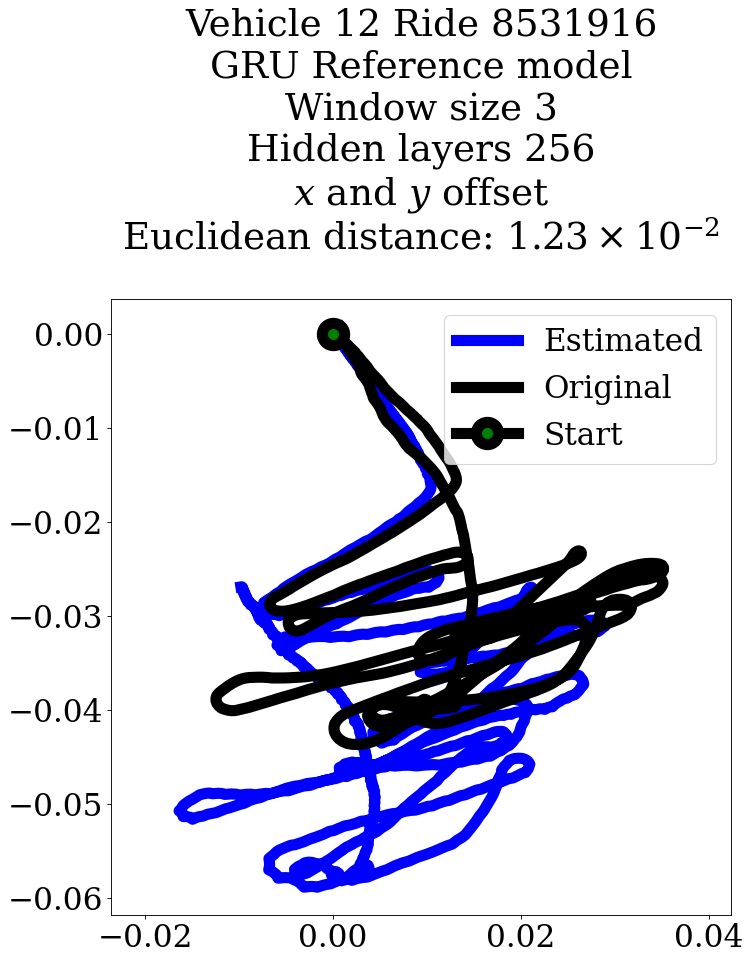 Vehicle 12 Ride 8531916
GRU Reference model
Window size 3
Hidden layers 256
x and y offset
Euclidean distance: 1.23 × 10⁻²
Estimated
Original
Start
0.00
−0.01
−0.02
−0.03
−0.04
−0.05
−0.06
−0.02 0.00 0.02 0.04